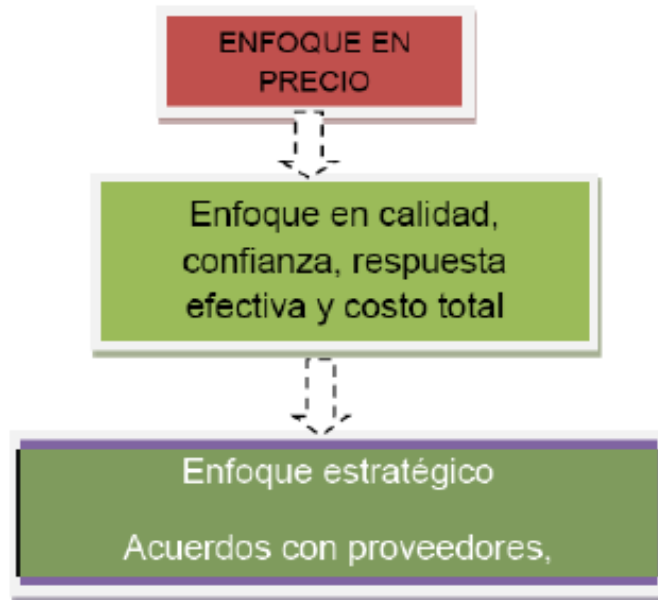 ENFOQUE EN
PRECIO
Enfoque en calidad,
confianza, respuesta
efectiva y costo total
Enfoque estratégico
Acuerdos con proveedores,